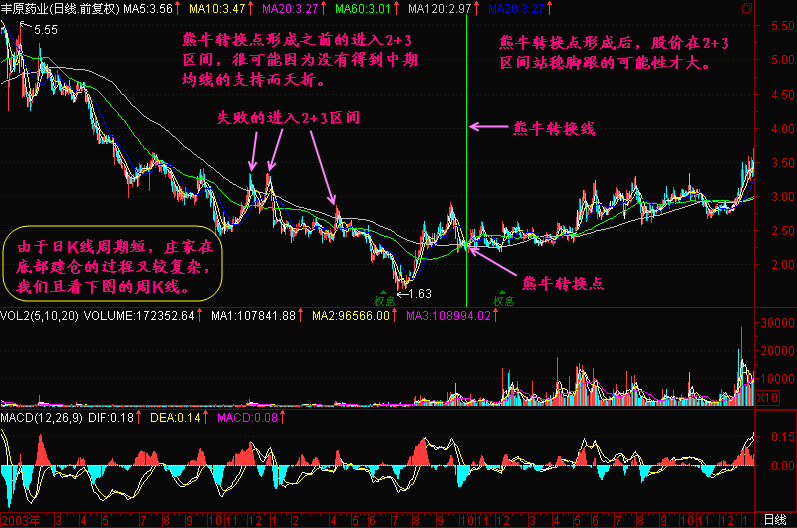 丰原药业(日线.前复权) MA5:3.56 MA10:3.47 MA20:3.27 MA60:3.01 MA120:2.97 MA20:3.27
5.55
5.50
5.00
4.50
4.00
3.50
3.00
2.50
2.00
熊牛转换点形成之前的进入2+3
区间，很可能因为没有得到中期
均线的支持而夭折。
熊牛转换点形成后，股价在2+3
区间站稳脚跟的可能性才大。
失败的进入2+3区间
熊牛转换线
由于日K线周期短，庄家在
底部建仓的过程又较复杂，
我们且看下图的周K线。
熊牛转换点
权息
1.63
权息
VOL2(5,10,20) VOLUME:172352.64 MA1:107841.88 MA2:96566.00 MA3:108994.02
30000
20000
10000
X10
MACD(12,26,9) DIF:0.18 DEA:0.14 MACD:0.08
0.15
0.00
2003年 3 4 5 7 8 9 10 11 12 1 2 3 4 5 6 7 8 10 11 12 1 3 4 5 6 7 8 9 10 11 12 1
日线